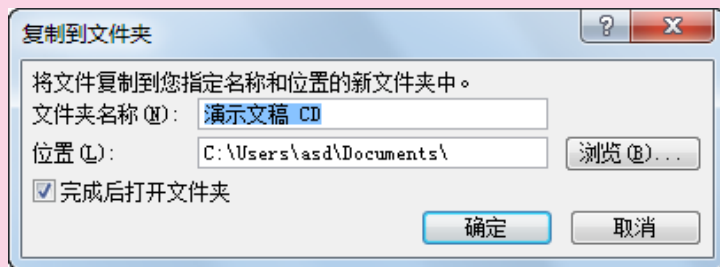 复制到文件夹
将文件复制到您指定名称和位置的新文件夹中。
文件夹名称(N): 演示文稿 CD
位置(L): C:\Users\asd\Documents\ 浏览(B)...
完成后打开文件夹
确定 取消